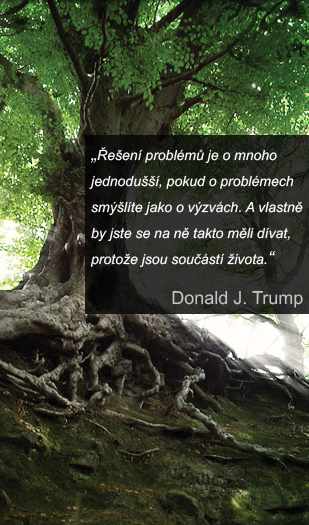 „Řešení problémů je o mnoho
jednodušší, pokud o problémech
smýšlíte jako o výzvách. A vlastně
by jste se na ně takto měli dívat,
protože jsou součástí života.“
Donald J. Trump